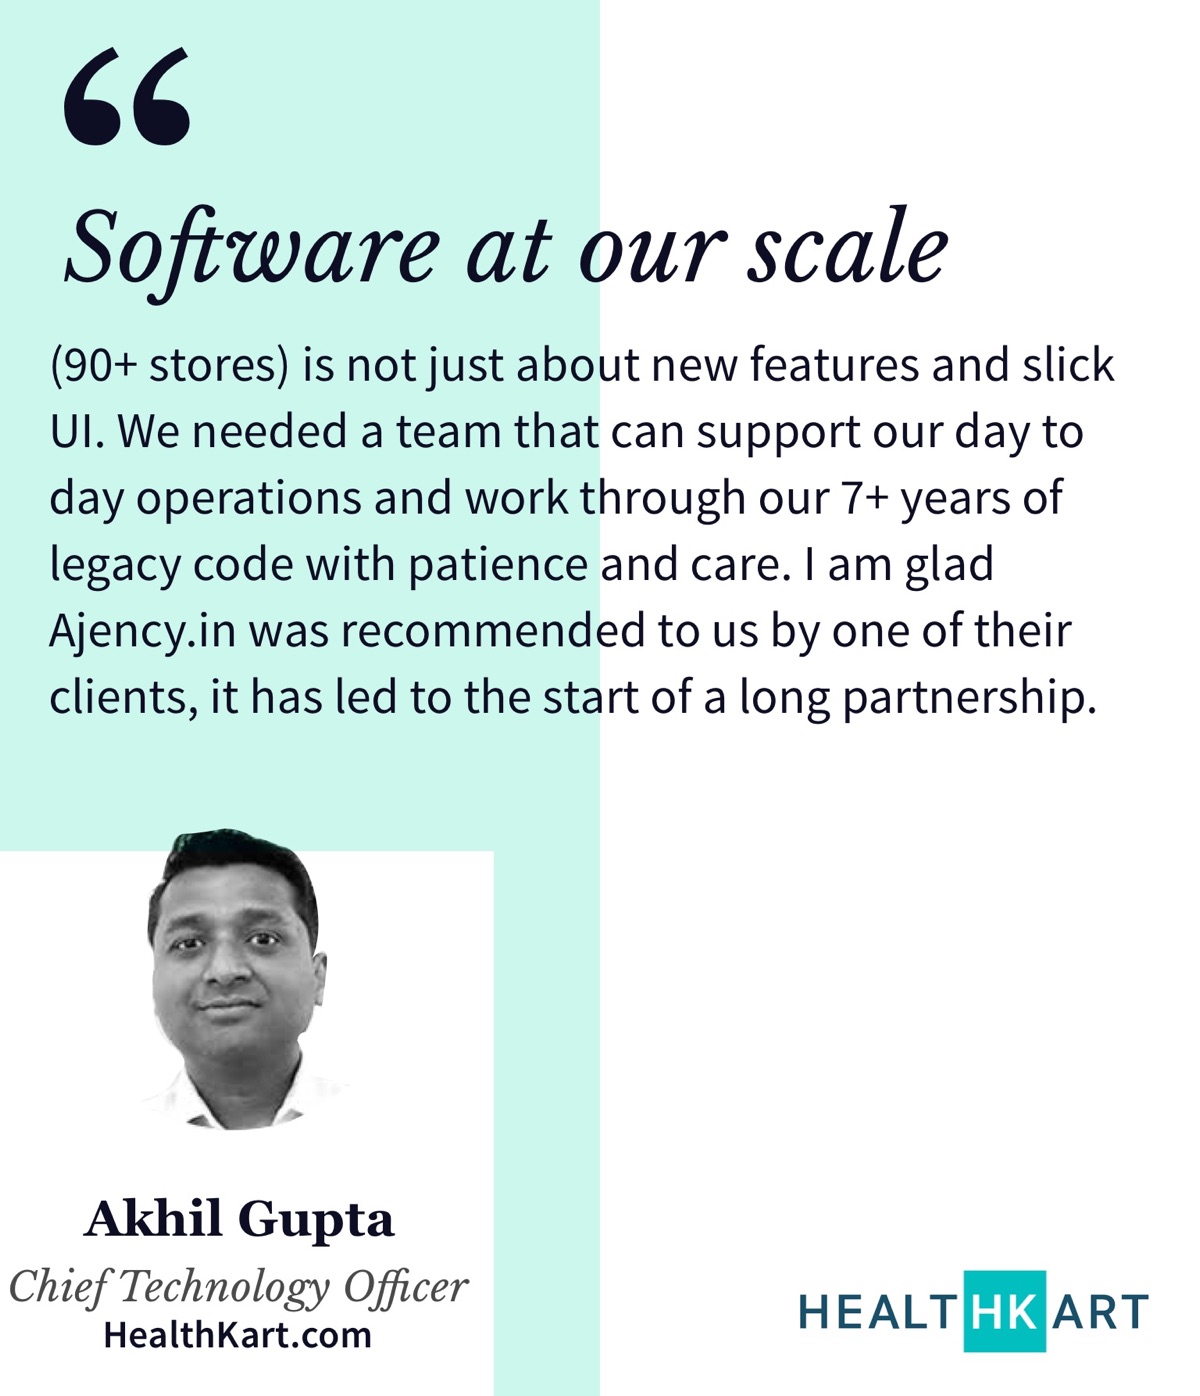 “
Software at our scale
(90+ stores) is not just about new features and slick
UI. We needed a team that can support our day to
day operations and work through our 7+ years of
legacy code with patience and care. I am glad
Ajency.in was recommended to us by one of their
clients, it has led to the start of a long partnership.
Akhil Gupta
Chief Technology Officer
HealthKart.com
HEALTHKART